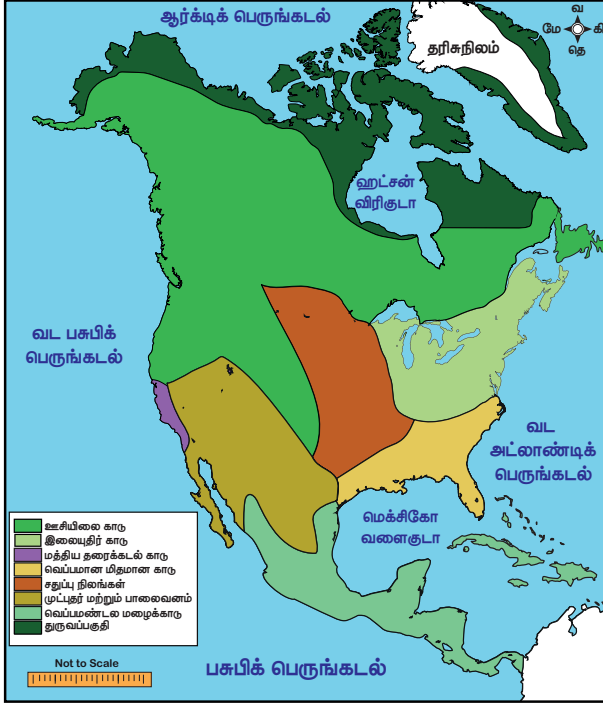 ஆர்க்டிக் பெருங்கடல்
வ
மே
கி
தெ
தரிசுநிலம்
ஹட்சன்
விரிகுடா
வட பசுபிக்
பெருங்கடல்
வட
அட்லாண்டிக்
பெருங்கடல்
மெக்சிகோ
வளைகுடா
ஊசியிலை காடு
இலையுதிர் காடு
மத்திய தரைக்கடல் காடு
வெப்பமான மிதமான காடு
சதுப்பு நிலங்கள்
முட்புதர் மற்றும் பாலைவனம்
வெப்பமண்டல மழைக்காடு
துருவப்பகுதி
Not to Scale
பசுபிக் பெருங்கடல்